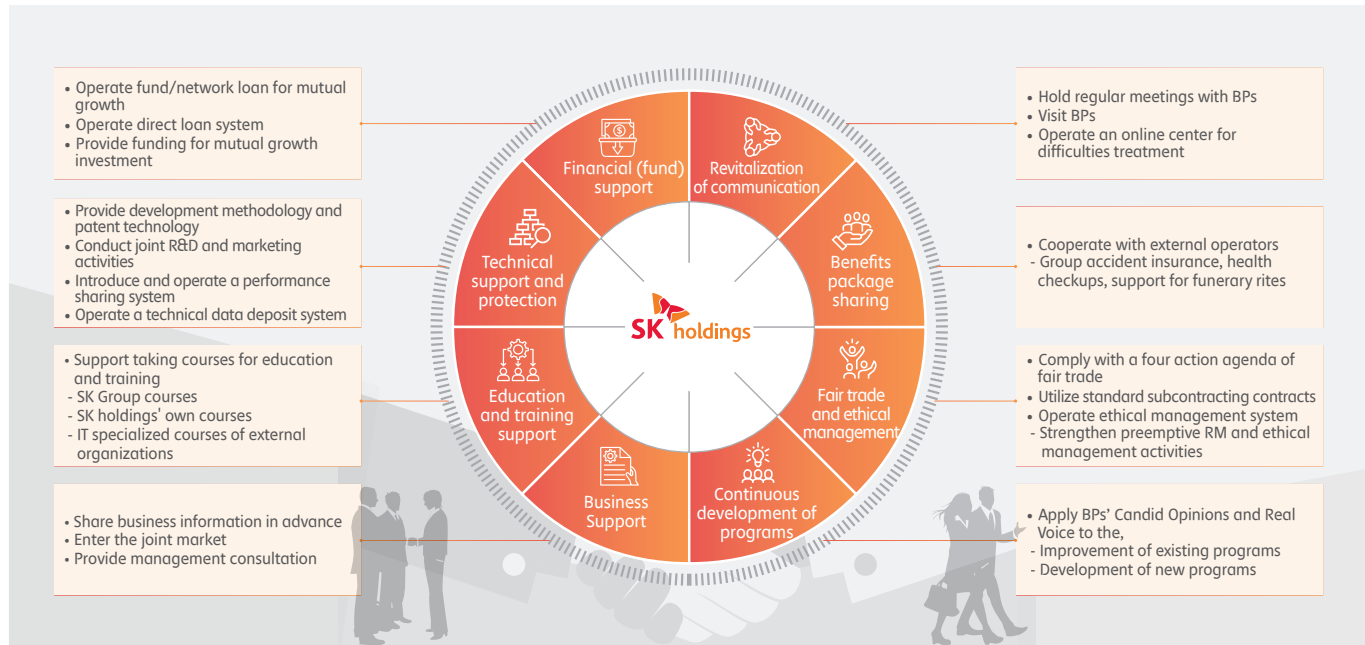 • Operate fund/network loan for mutual
growth
• Operate direct loan system
• Provide funding for mutual growth
investment
• Provide development methodology and
patent technology
• Conduct joint R&D and marketing
activities
• Introduce and operate a performance
sharing system
• Operate a technical data deposit system
• Support taking courses for education
and training
- SK Group courses
- SK holdings' own courses
- IT specialized courses of external
organizations
• Share business information in advance
• Enter the joint market
• Provide management consultation
Financial (fund)
support
Revitalization
of communication
Technical
support and
protection
Benefits
package
sharing
SK holdings
Education
and training
support
Fair trade
and ethical
management
Business
Support
Continuous
development of
programs
• Hold regular meetings with BPs
• Visit BPs
• Operate an online center for
difficulties treatment
• Cooperate with external operators
- Group accident insurance, health
checkups, support for funerary rites
• Comply with a four action agenda of
fair trade
• Utilize standard subcontracting contracts
• Operate ethical management system
- Strengthen preemptive RM and ethical
management activities
• Apply BPs’ Candid Opinions and Real
Voice to the,
- Improvement of existing programs
- Development of new programs